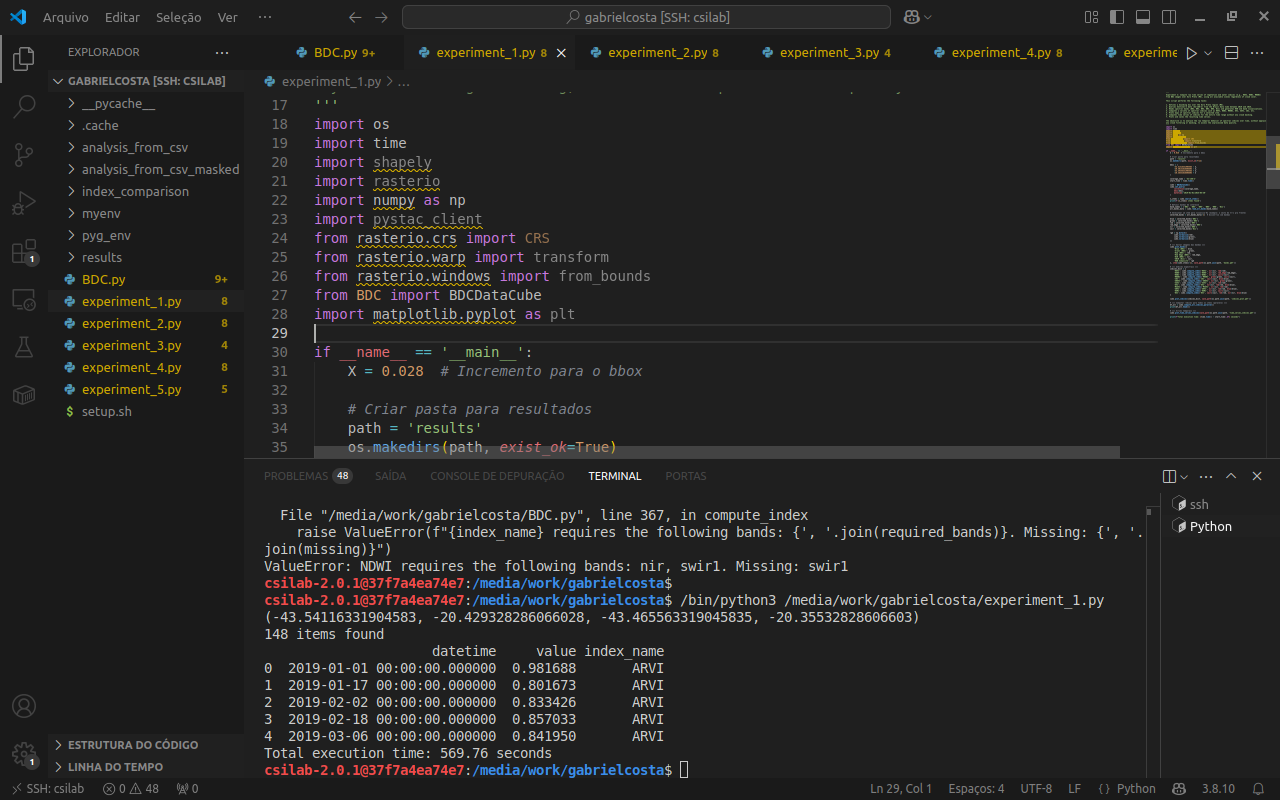 Arquivo Editar Seleção Ver ··· gabrielcosta [SSH: csilab]
EXPLORADOR ···
BDC.py 9+ experiment_1.py 8 experiment_2.py 8 experiment_3.py 4 experiment_4.py 8 experime
GABRIELCOSTA [SSH: CSILAB]
__pycache__
.cache
analysis_from_csv
analysis_from_csv_masked
index_comparison
myenv
pyg_env
results
BDC.py 9+
experiment_1.py 8
experiment_2.py 8
experiment_3.py 4
experiment_4.py 8
experiment_5.py 5
$ setup.sh
1
1
ESTRUTURA DO CÓDIGO
LINHA DO TEMPO
experiment_1.py > ...
17 '''
18 import os
19 import time
20 import shapely
21 import rasterio
22 import numpy as np
23 import pystac_client
24 from rasterio.crs import CRS
25 from rasterio.warp import transform
26 from rasterio.windows import from_bounds
27 from BDC import BDCDataCube
28 import matplotlib.pyplot as plt
29
30 if __name__ == '__main__':
31     X = 0.028  # Incremento para o bbox
32
33     # Criar pasta para resultados
34     path = 'results'
35     os.makedirs(path, exist_ok=True)
PROBLEMAS 48 SAÍDA CONSOLE DE DEPURAÇÃO TERMINAL PORTAS
ssh
Python
  File "/media/work/gabrielcosta/BDC.py", line 367, in compute_index
    raise ValueError(f"{index_name} requires the following bands: {', '.join(required_bands)}. Missing: {', '.
join(missing)}")
ValueError: NDWI requires the following bands: nir, swir1. Missing: swir1
csilab-2.0.1@37f7a4ea74e7:/media/work/gabrielcosta$
csilab-2.0.1@37f7a4ea74e7:/media/work/gabrielcosta$ /bin/python3 /media/work/gabrielcosta/experiment_1.py
(-43.54116331904583, -20.429328286066028, -43.465563319045835, -20.35532828606603)
148 items found
datetime value index_name
0 2019-01-01 00:00:00.000000 0.981688 ARVI
1 2019-01-17 00:00:00.000000 0.801673 ARVI
2 2019-02-02 00:00:00.000000 0.833426 ARVI
3 2019-02-18 00:00:00.000000 0.857033 ARVI
4 2019-03-06 00:00:00.000000 0.841950 ARVI
Total execution time: 569.76 seconds
csilab-2.0.1@37f7a4ea74e7:/media/work/gabrielcosta$
SSH: csilab 0 48 0 Ln 29, Col 1 Espaços: 4 UTF-8 LF {} Python 3.8.10